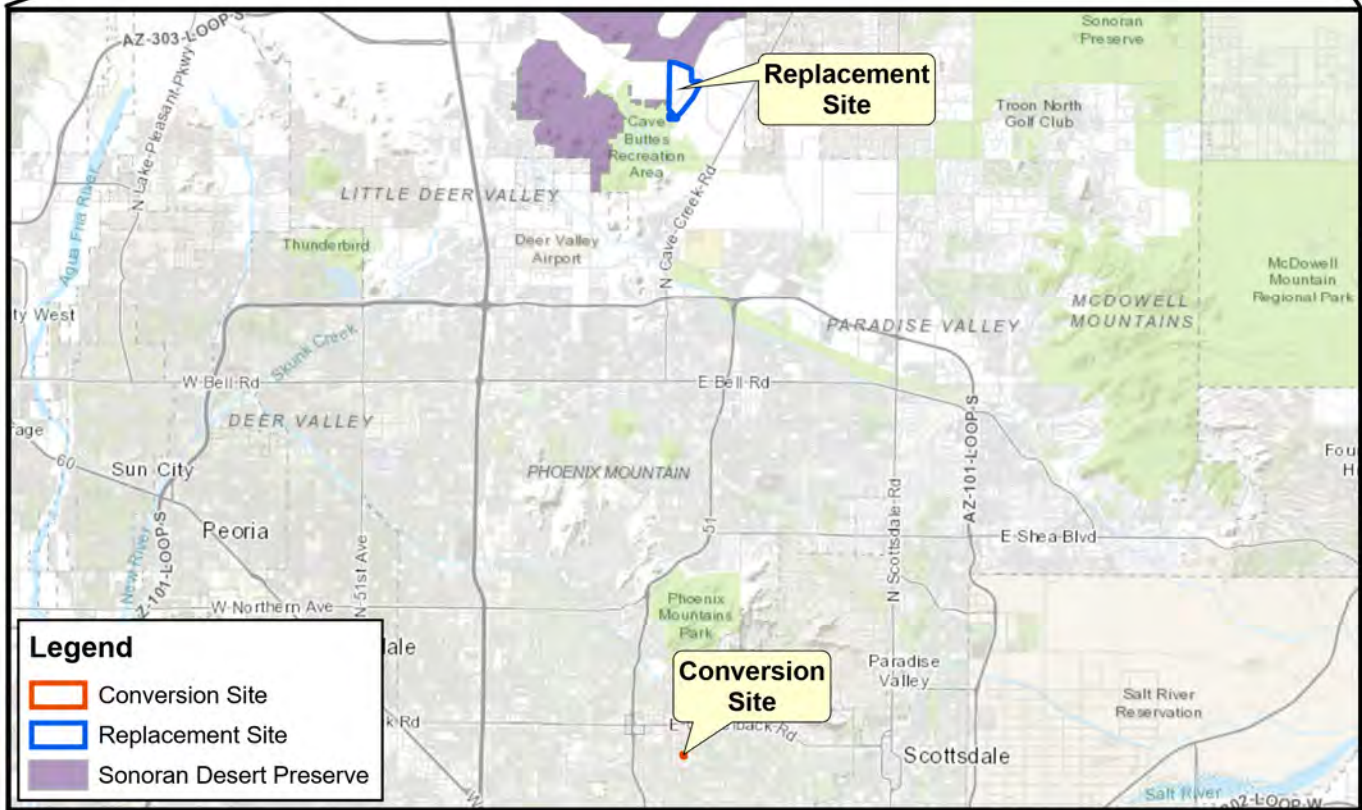 AZ-303-LOOP-S
N Lake-Pleasant-Pkwy
Agua Fria River
Sonoran
Preserve
Replacement
Site
Troon North
Golf Club
Cave
Buttes
Recreation
Area
LITTLE DEER VALLEY
Thunderbird
Deer Valley
Airport
N Cave-Creek-Rd
McDowell
Mountain
Regional Park
MCDOWELL
MOUNTAINS
PARADISE VALLEY
ty West
Skunk Creek
W Bell Rd
E Bell Rd
DEER VALLEY
60
Sun City
PHOENIX MOUNTAIN
AZ-101-LOOP-S
N Scottsdale Rd
Peoria
New River
Z-101-LOOP-S
N 51st Ave
51
E Shea Blvd
W Northern Ave
Phoenix
Mountains
Park
Legend
Conversion Site
Replacement Site
Sonoran Desert Preserve
dale
k Rd
Conversion
Site
Paradise
Valley
Salt River
Reservation
Scottsdale
Salt River